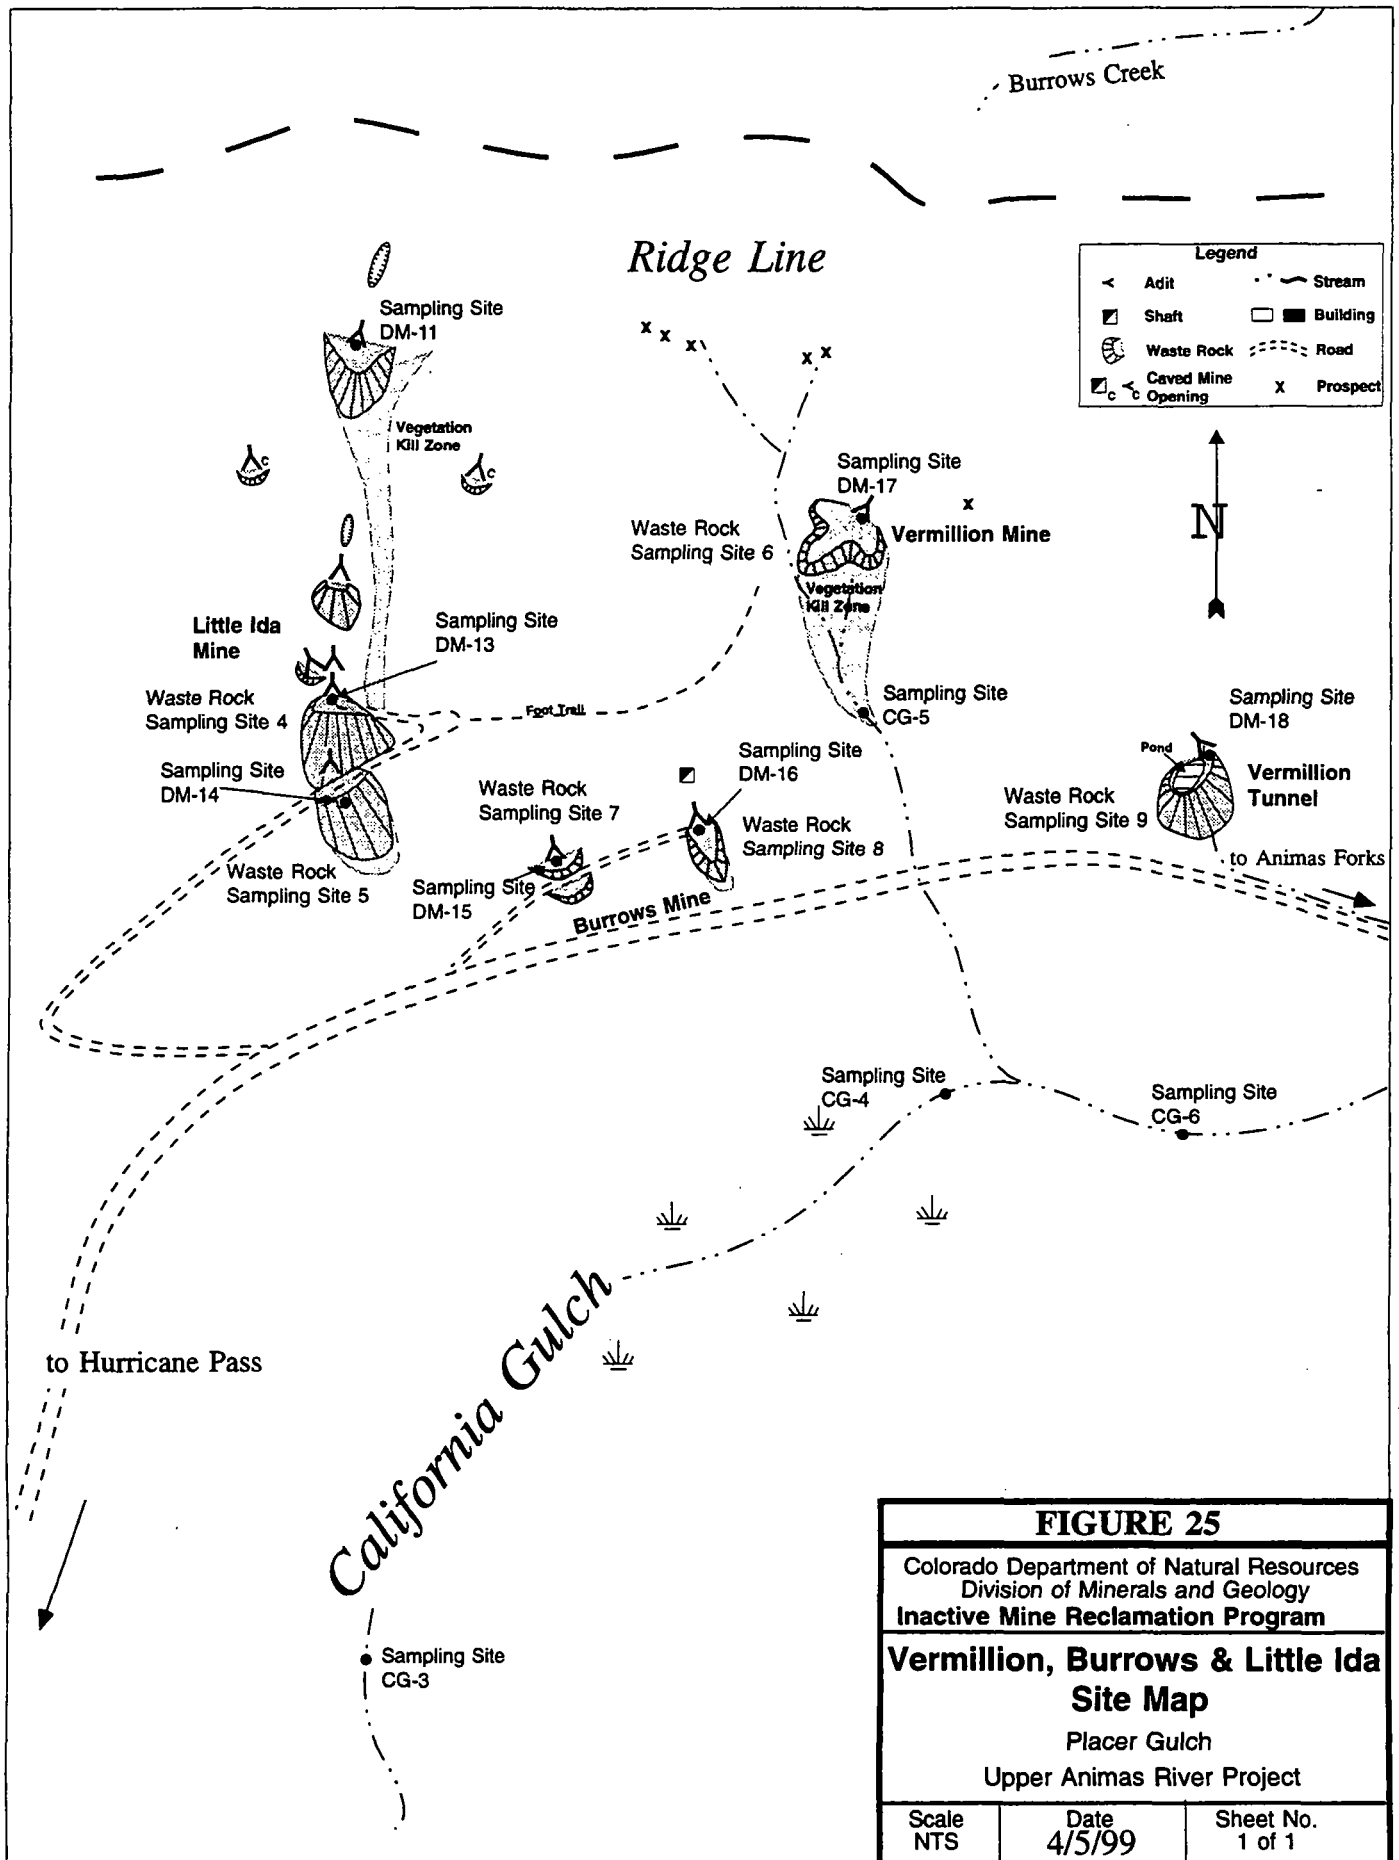 Burrows Creek
Ridge Line
Legend
Adit
Stream
Shaft
Building
Waste Rock
Road
C
C
Caved Mine
Opening
X
Prospect
Sampling Site
DM-11
Vegetation
Kill Zone
C
C
X
X
X
X
X
Sampling Site
DM-17
X
N
Waste Rock
Sampling Site 6
Vermillion Mine
Vegetation
Kill Zone
Little Ida
Mine
Sampling Site
DM-13
Waste Rock
Sampling Site 4
Foot Trail
Sampling Site
CG-5
Sampling Site
DM-18
Pond
Vermillion
Tunnel
Sampling Site
DM-14
Sampling Site
DM-16
Waste Rock
Sampling Site 7
Waste Rock
Sampling Site 9
Waste Rock
Sampling Site 8
to Animas Forks
Waste Rock
Sampling Site 5
Sampling Site
DM-15
Burrows Mine
Sampling Site
CG-4
Sampling Site
CG-6
California Gulch
to Hurricane Pass
Sampling Site
CG-3
FIGURE 25
Colorado Department of Natural Resources
Division of Minerals and Geology
Inactive Mine Reclamation Program
Vermillion, Burrows & Little Ida
Site Map
Placer Gulch
Upper Animas River Project
Scale
NTS
Date
4/5/99
Sheet No.
1 of 1